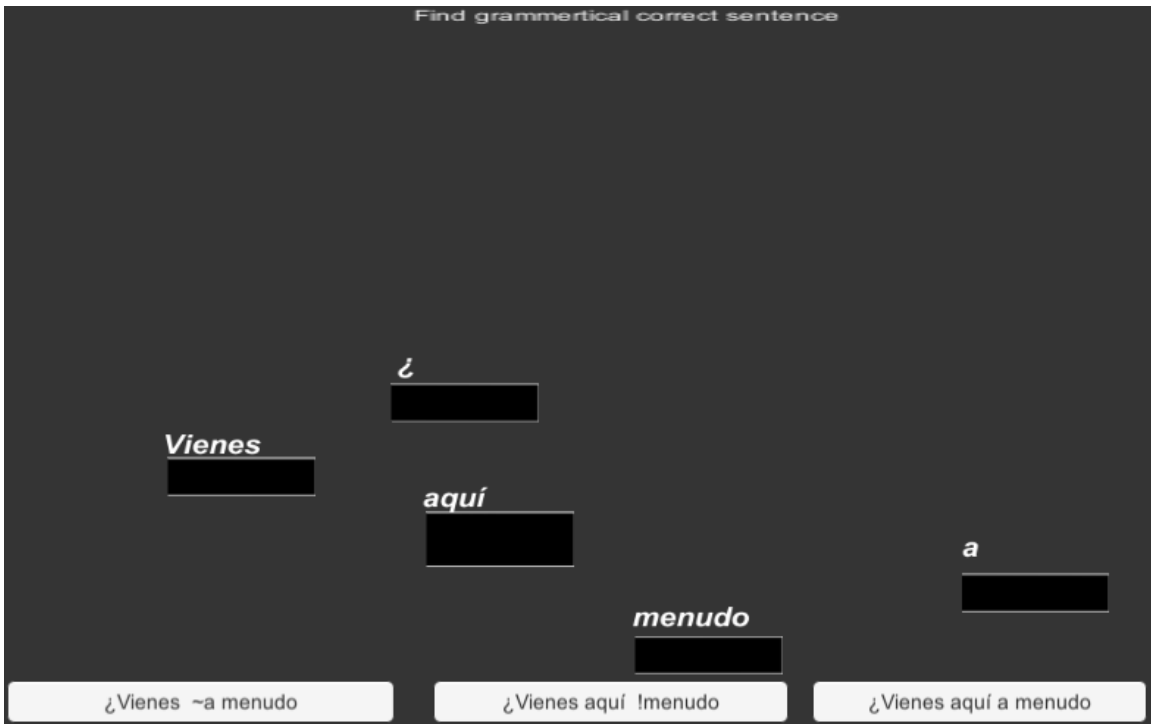 Find grammertical correct sentence
¿
Vienes
aquí
a
menudo
¿Vienes ~a menudo
¿Vienes aquí !menudo
¿Vienes aquí a menudo